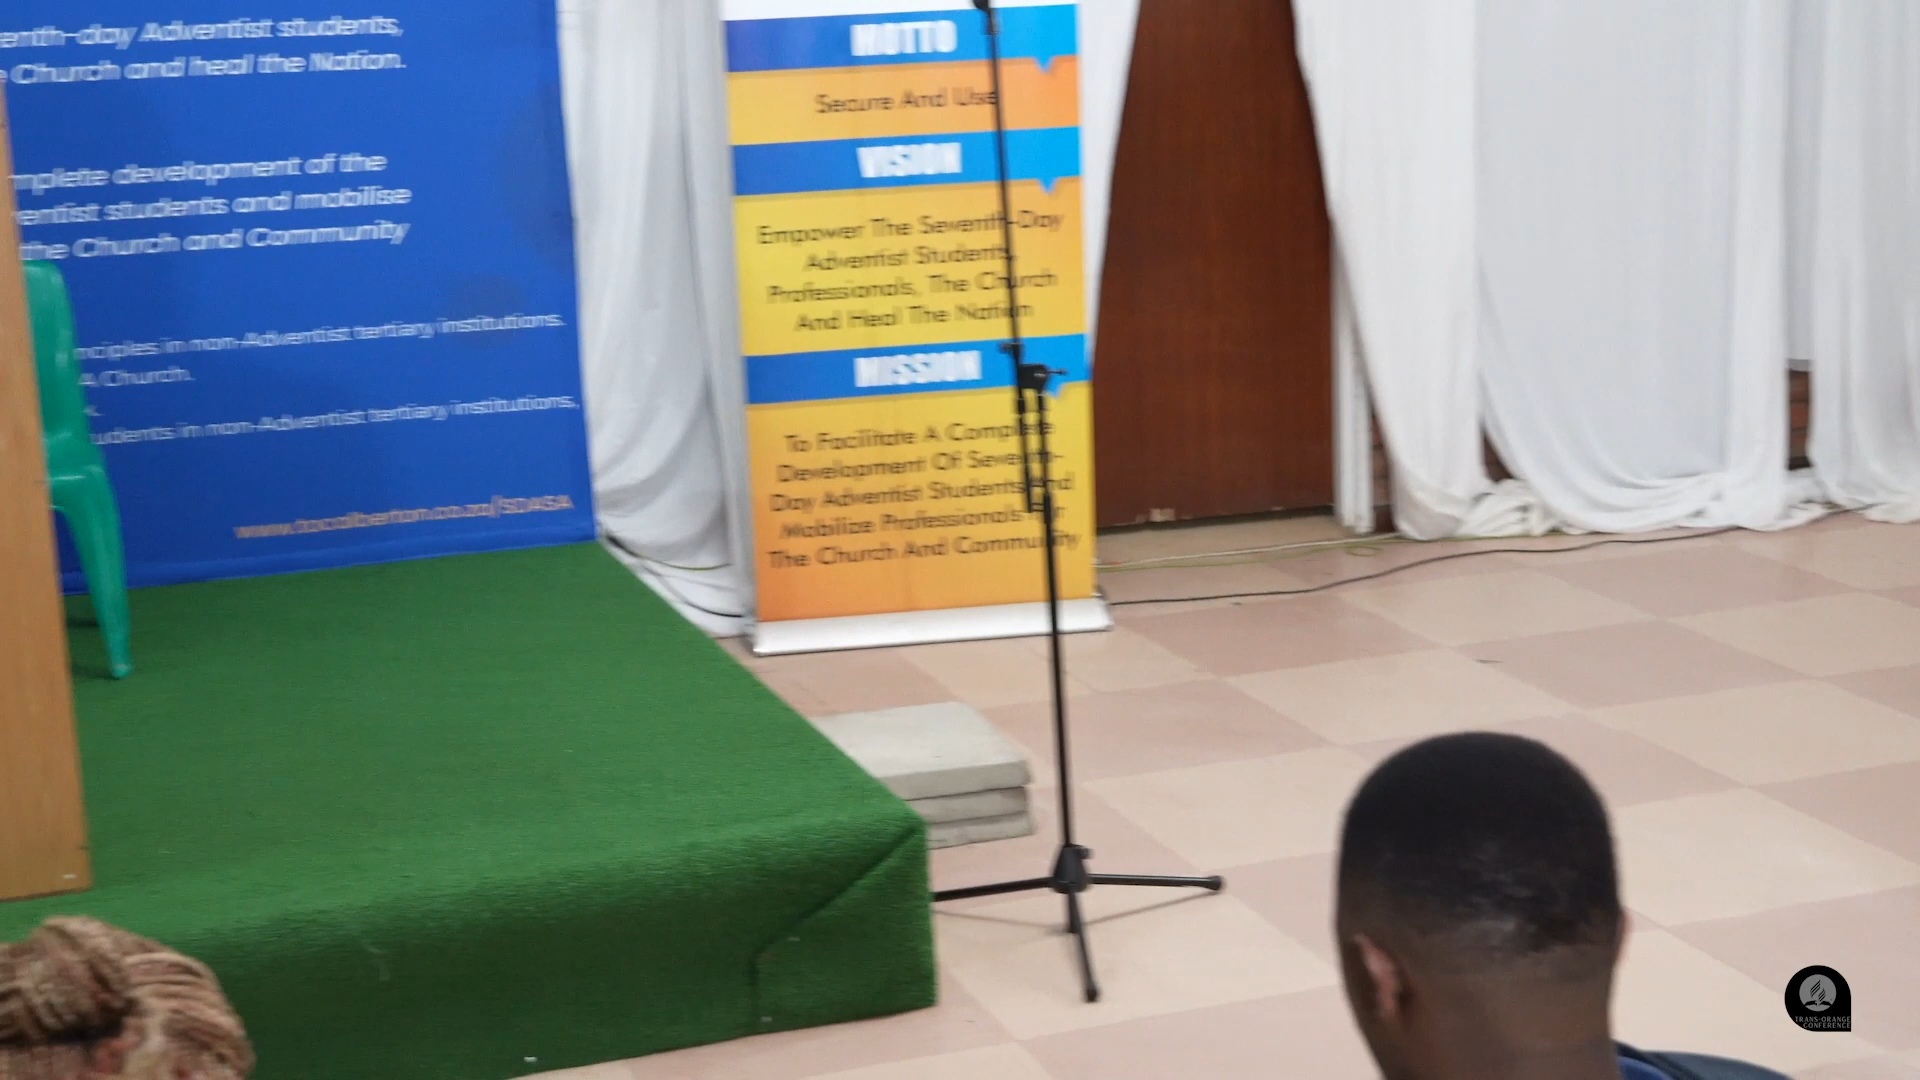 enth-day Adventist students,
Church and heal the Nation.
mplete development of the
entist students and mobilise
the Church and Community
nciples in non-Adventist tertiary institutions.
A Church.
udents in non-Adventist tertiary institutions,
MOTTO
Secure And Use
VISION
Empower The Seventh-Day
Adventist Students,
Professionals, The Church
And Heal The Nation
MISSION
To Facilitate A Complete
Development Of Seventh-
Day Adventist Students And
Mobilize Professionals For
The Church And Community
TRANS-ORANGE
CONFERENCE